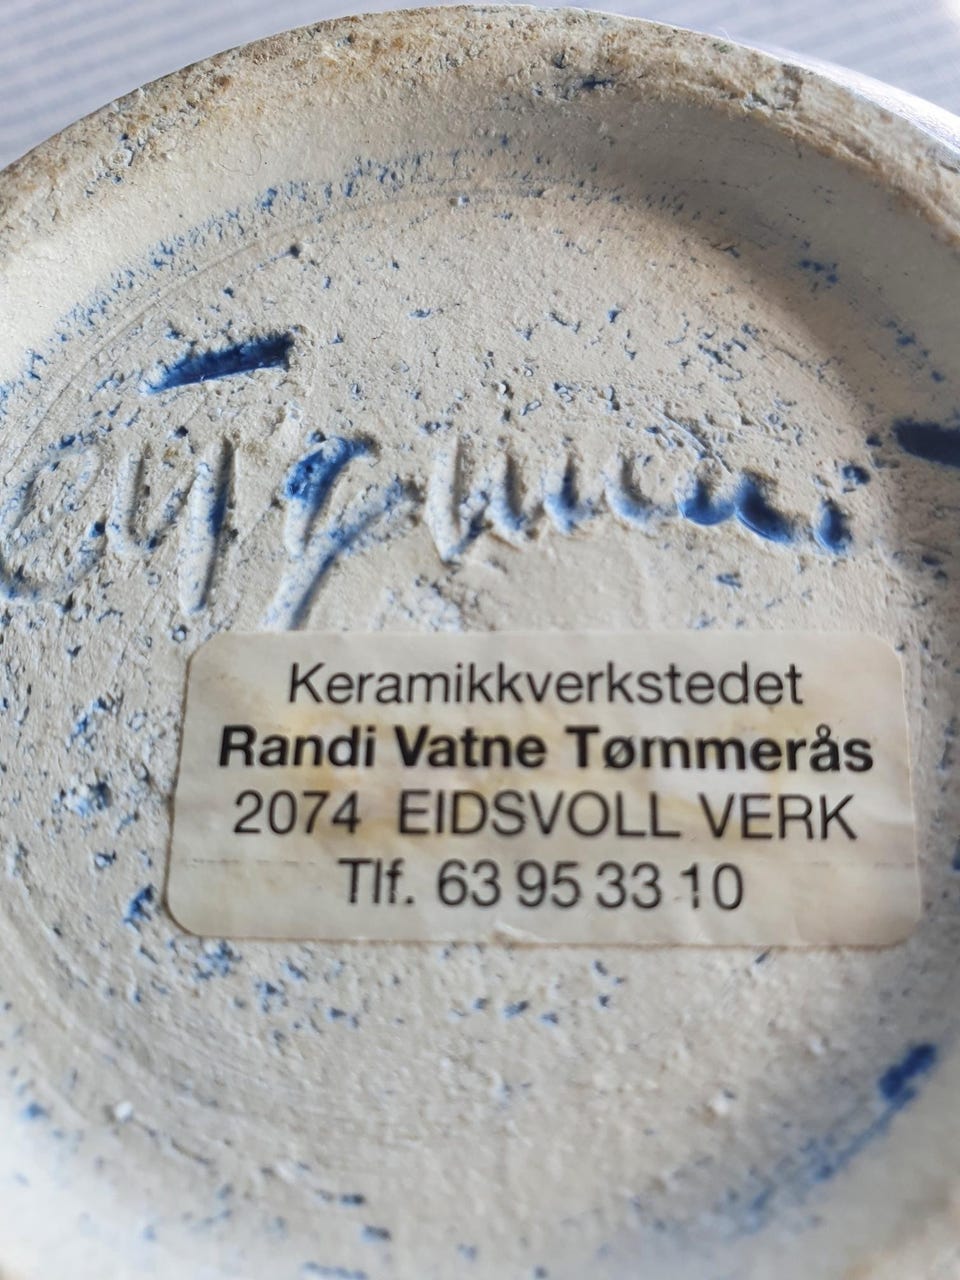 Keramikkverkstedet
Randi Vatne Tømmerås
2074 EIDSVOLL VERK
Tlf. 63 95 33 10